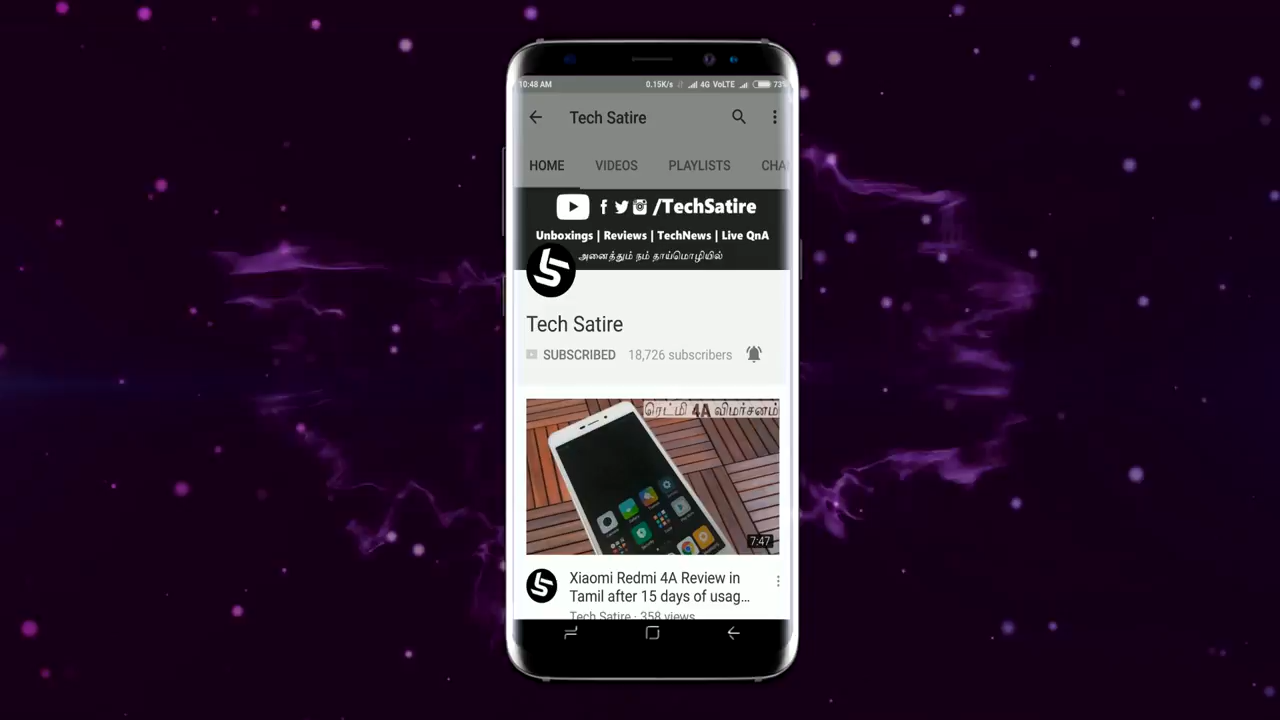 10:48 AM 0.15K/s 4G VoLTE 73%
Tech Satire
HOME VIDEOS PLAYLISTS CHA
/TechSatire
Unboxings | Reviews | TechNews | Live QnA
அனைத்தும் நம் தாய்மொழியில்
Tech Satire
SUBSCRIBED 18,726 subscribers
ரெட்மி 4A விமர்சனம்
7:47
Xiaomi Redmi 4A Review in
Tamil after 15 days of usag...
Tech Satire · 358 views